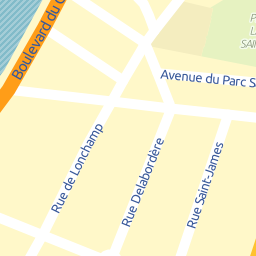 Boulevard du
Avenue du Parc
Rue de Lonchamp
Rue Delabordère
Rue Saint-James